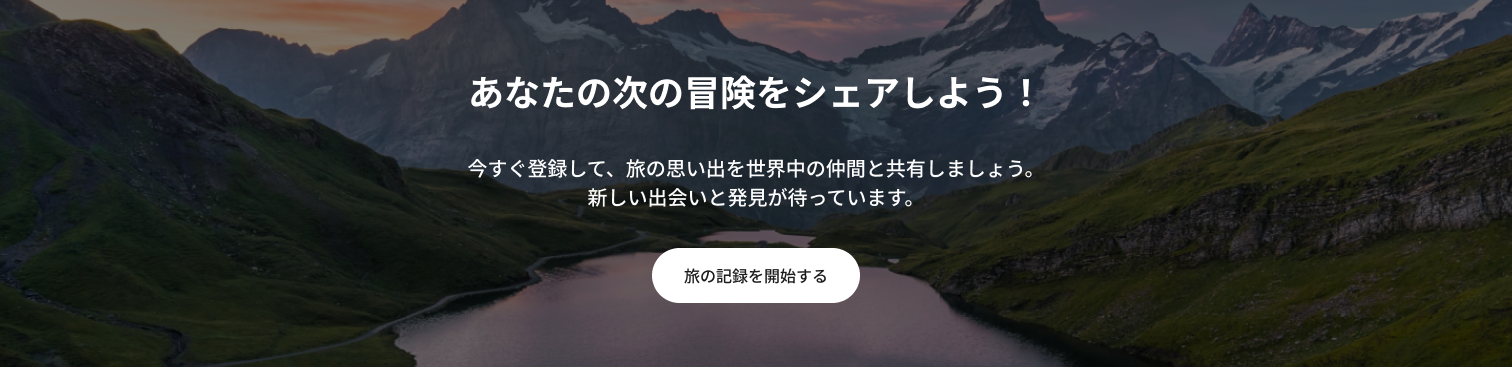 あなたの次の冒険をシェアしよう！
今すぐ登録して、旅の思い出を世界中の仲間と共有しましょう。
新しい出会いと発見が待っています。
旅の記録を開始する